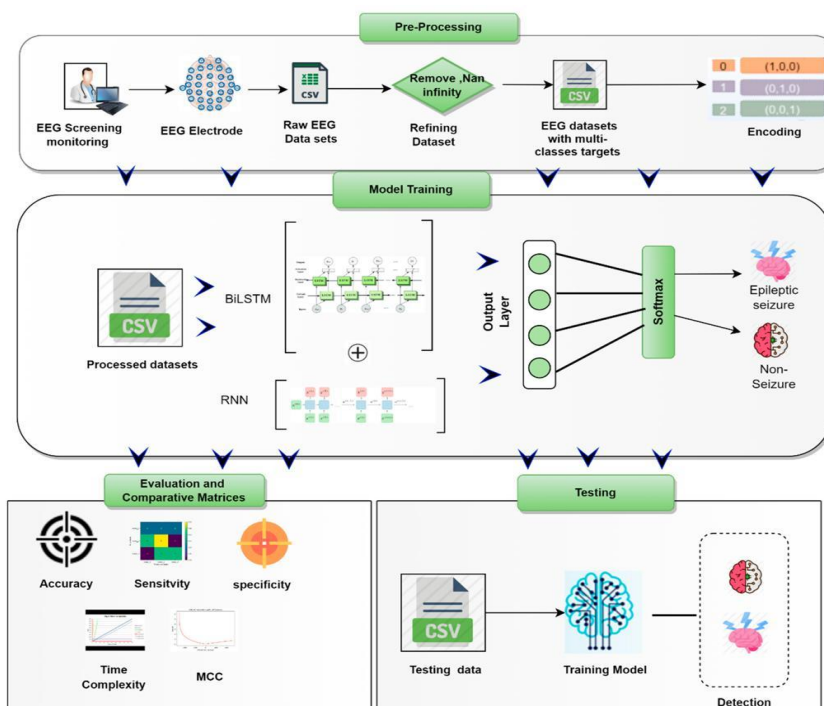 Pre-Processing
EEG Screening
monitoring
EEG Electrode
CSV
Raw EEG
Data sets
Remove ,Nan
infinity
Refining
Dataset
CSV
EEG datasets
with multi-
classes targets
0 (1,0,0)
1 (0,1,0)
2 (0,0,1)
Encoding
Model Training
CSV
Processed datasets
BiLSTM
RNN
Output
Layer
Softmax
Epileptic
seizure
Non-
Seizure
Evaluation and
Comparative Matrices
Accuracy
Sensitvity
specificity
Time
Complexity
MCC
Testing
CSV
Testing data
Training Model
Detection